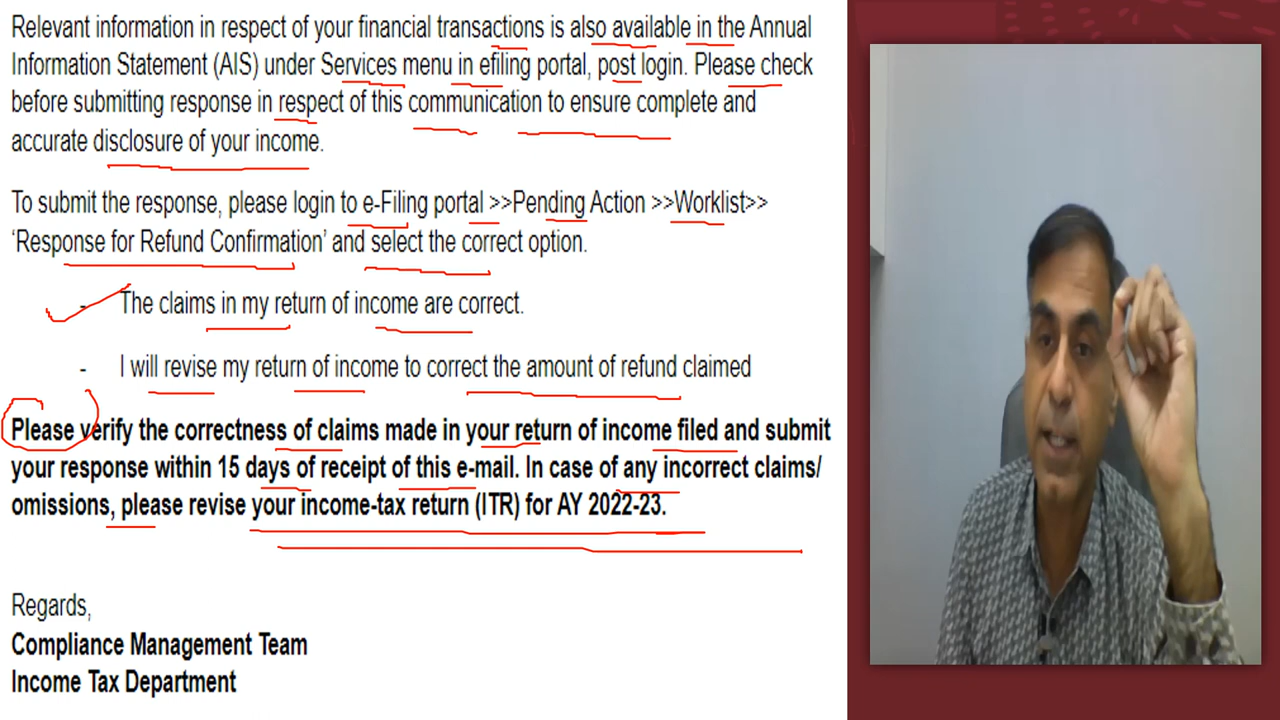 Relevant information in respect of your financial transactions is also available in the Annual
Information Statement (AIS) under Services menu in efiling portal, post login. Please check
before submitting response in respect of this communication to ensure complete and
accurate disclosure of your income.
To submit the response, please login to e-Filing portal >>Pending Action >>Worklist>>
‘Response for Refund Confirmation’ and select the correct option.
- The claims in my return of income are correct.
- I will revise my return of income to correct the amount of refund claimed
Please verify the correctness of claims made in your return of income filed and submit
your response within 15 days of receipt of this e-mail. In case of any incorrect claims/
omissions, please revise your income-tax return (ITR) for AY 2022-23.
Regards,
Compliance Management Team
Income Tax Department